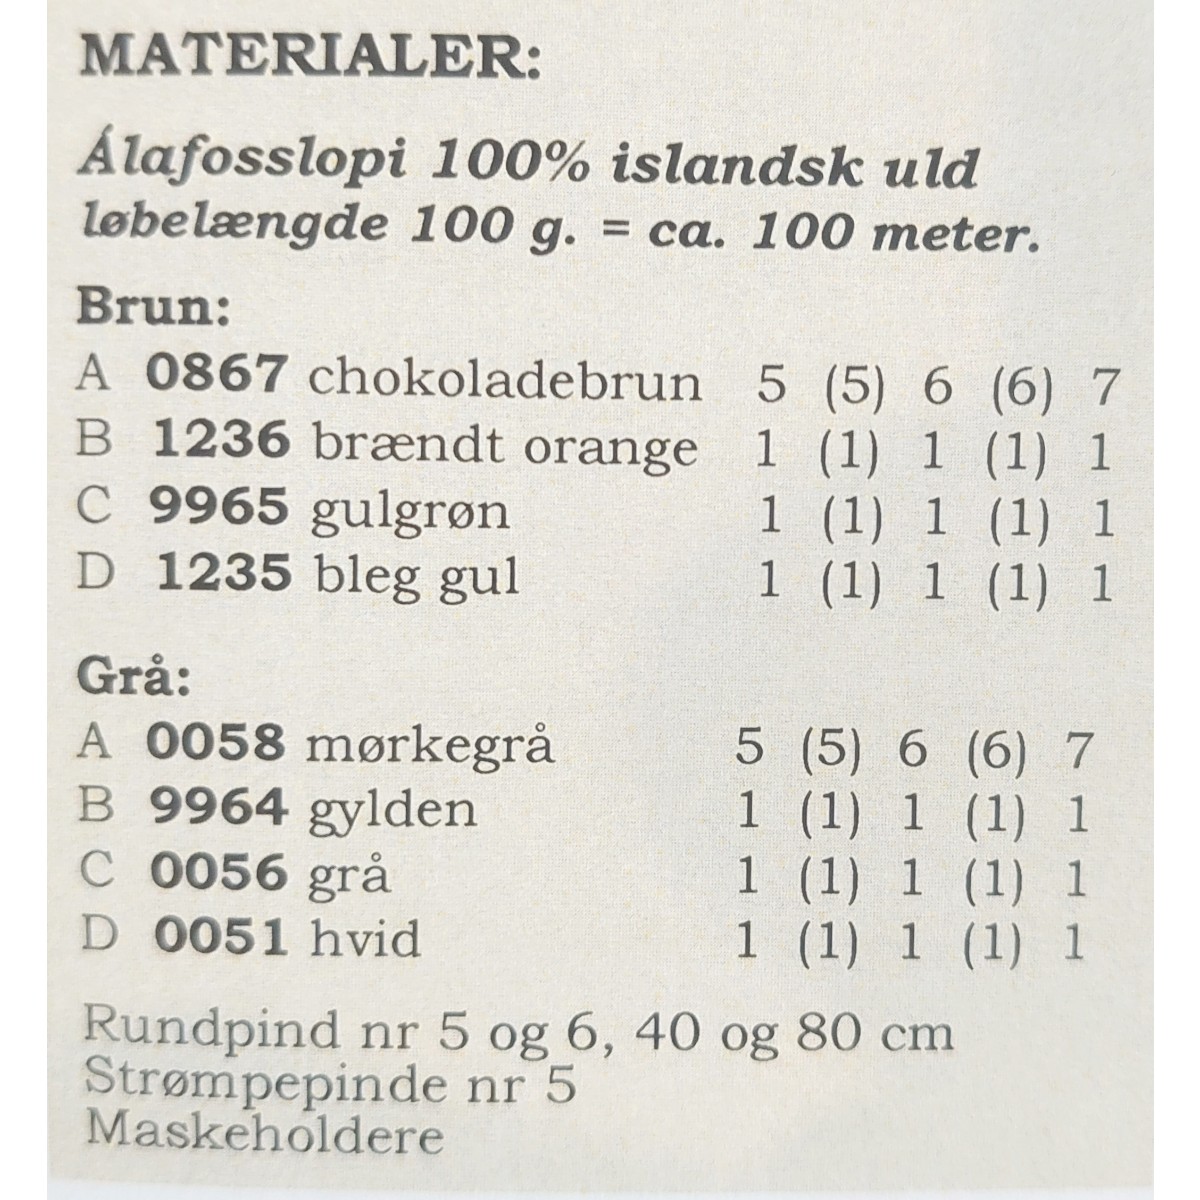 MATERIALER:
Álafosslopi 100% islandsk uld
løbelængde 100 g. = ca. 100 meter.
Brun:
A 0867 chokoladebrun 5 (5) 6 (6) 7
B 1236 brændt orange 1 (1) 1 (1) 1
C 9965 gulgrøn 1 (1) 1 (1) 1
D 1235 bleg gul 1 (1) 1 (1) 1
Grå:
A 0058 mørkegrå 5 (5) 6 (6) 7
B 9964 gylden 1 (1) 1 (1) 1
C 0056 grå 1 (1) 1 (1) 1
D 0051 hvid 1 (1) 1 (1) 1
Rundpind nr 5 og 6, 40 og 80 cm
Strømpepinde nr 5
Maskeholdere